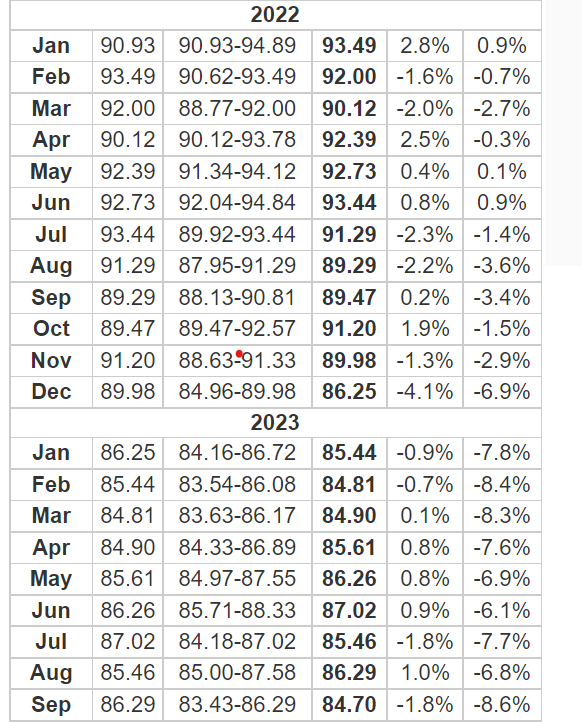 2022
Jan 90.93 90.93-94.89 93.49 2.8% 0.9%
Feb 93.49 90.62-93.49 92.00 -1.6% -0.7%
Mar 92.00 88.77-92.00 90.12 -2.0% -2.7%
Apr 90.12 90.12-93.78 92.39 2.5% -0.3%
May 92.39 91.34-94.12 92.73 0.4% 0.1%
Jun 92.73 92.04-94.84 93.44 0.8% 0.9%
Jul 93.44 89.92-93.44 91.29 -2.3% -1.4%
Aug 91.29 87.95-91.29 89.29 -2.2% -3.6%
Sep 89.29 88.13-90.81 89.47 0.2% -3.4%
Oct 89.47 89.47-92.57 91.20 1.9% -1.5%
Nov 91.20 88.63-91.33 89.98 -1.3% -2.9%
Dec 89.98 84.96-89.98 86.25 -4.1% -6.9%
2023
Jan 86.25 84.16-86.72 85.44 -0.9% -7.8%
Feb 85.44 83.54-86.08 84.81 -0.7% -8.4%
Mar 84.81 83.63-86.17 84.90 0.1% -8.3%
Apr 84.90 84.33-86.89 85.61 0.8% -7.6%
May 85.61 84.97-87.55 86.26 0.8% -6.9%
Jun 86.26 85.71-88.33 87.02 0.9% -6.1%
Jul 87.02 84.18-87.02 85.46 -1.8% -7.7%
Aug 85.46 85.00-87.58 86.29 1.0% -6.8%
Sep 86.29 83.43-86.29 84.70 -1.8% -8.6%